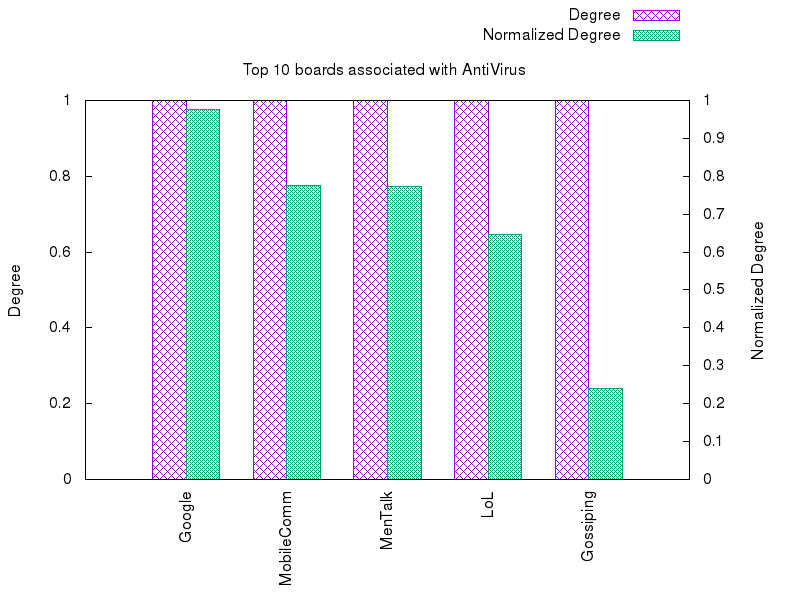 Degree
Normalized Degree
Top 10 boards associated with AntiVirus
1
0.8
0.6
0.4
0.2
0
1
0.9
0.8
0.7
0.6
0.5
0.4
0.3
0.2
0.1
0
Degree
Normalized Degree
Google
MobileComm
MenTalk
LoL
Gossiping